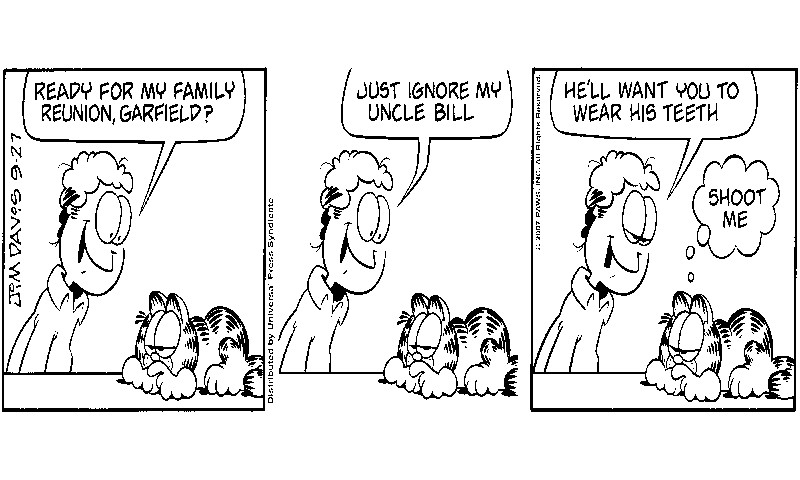 READY FOR MY FAMILY
REUNION, GARFIELD?
JIM DAVIS 9·27
JUST IGNORE MY
UNCLE BILL
Distributed by Universal Press Syndicate
HE'LL WANT YOU TO
WEAR HIS TEETH
SHOOT
ME
© 2007 PAWS, INC. All Rights Reserved.